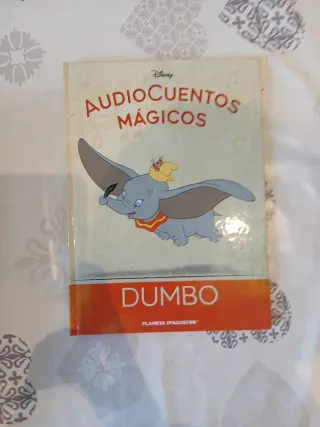 Disney
AUDIOCUENTOS
MÁGICOS
DUMBO
PLANETA DEAGOSTINI